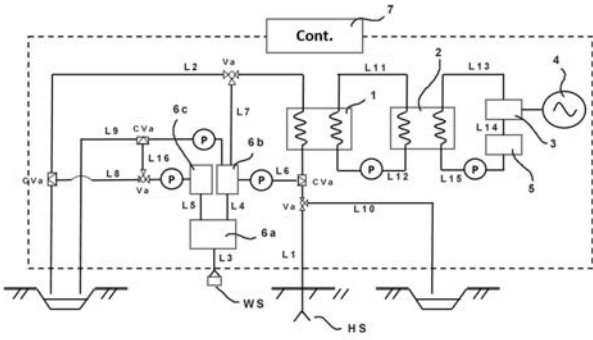 7
Cont.
4
L2
Va
L11
2
L13
1
6c
L9
CVa
P
L7
L14
3
L16
6b
CVa
L8
Va
P
P
L6
CVa
P
L12
L15
P
5
L5
L4
Va
L10
6a
L3
L1
WS
HS